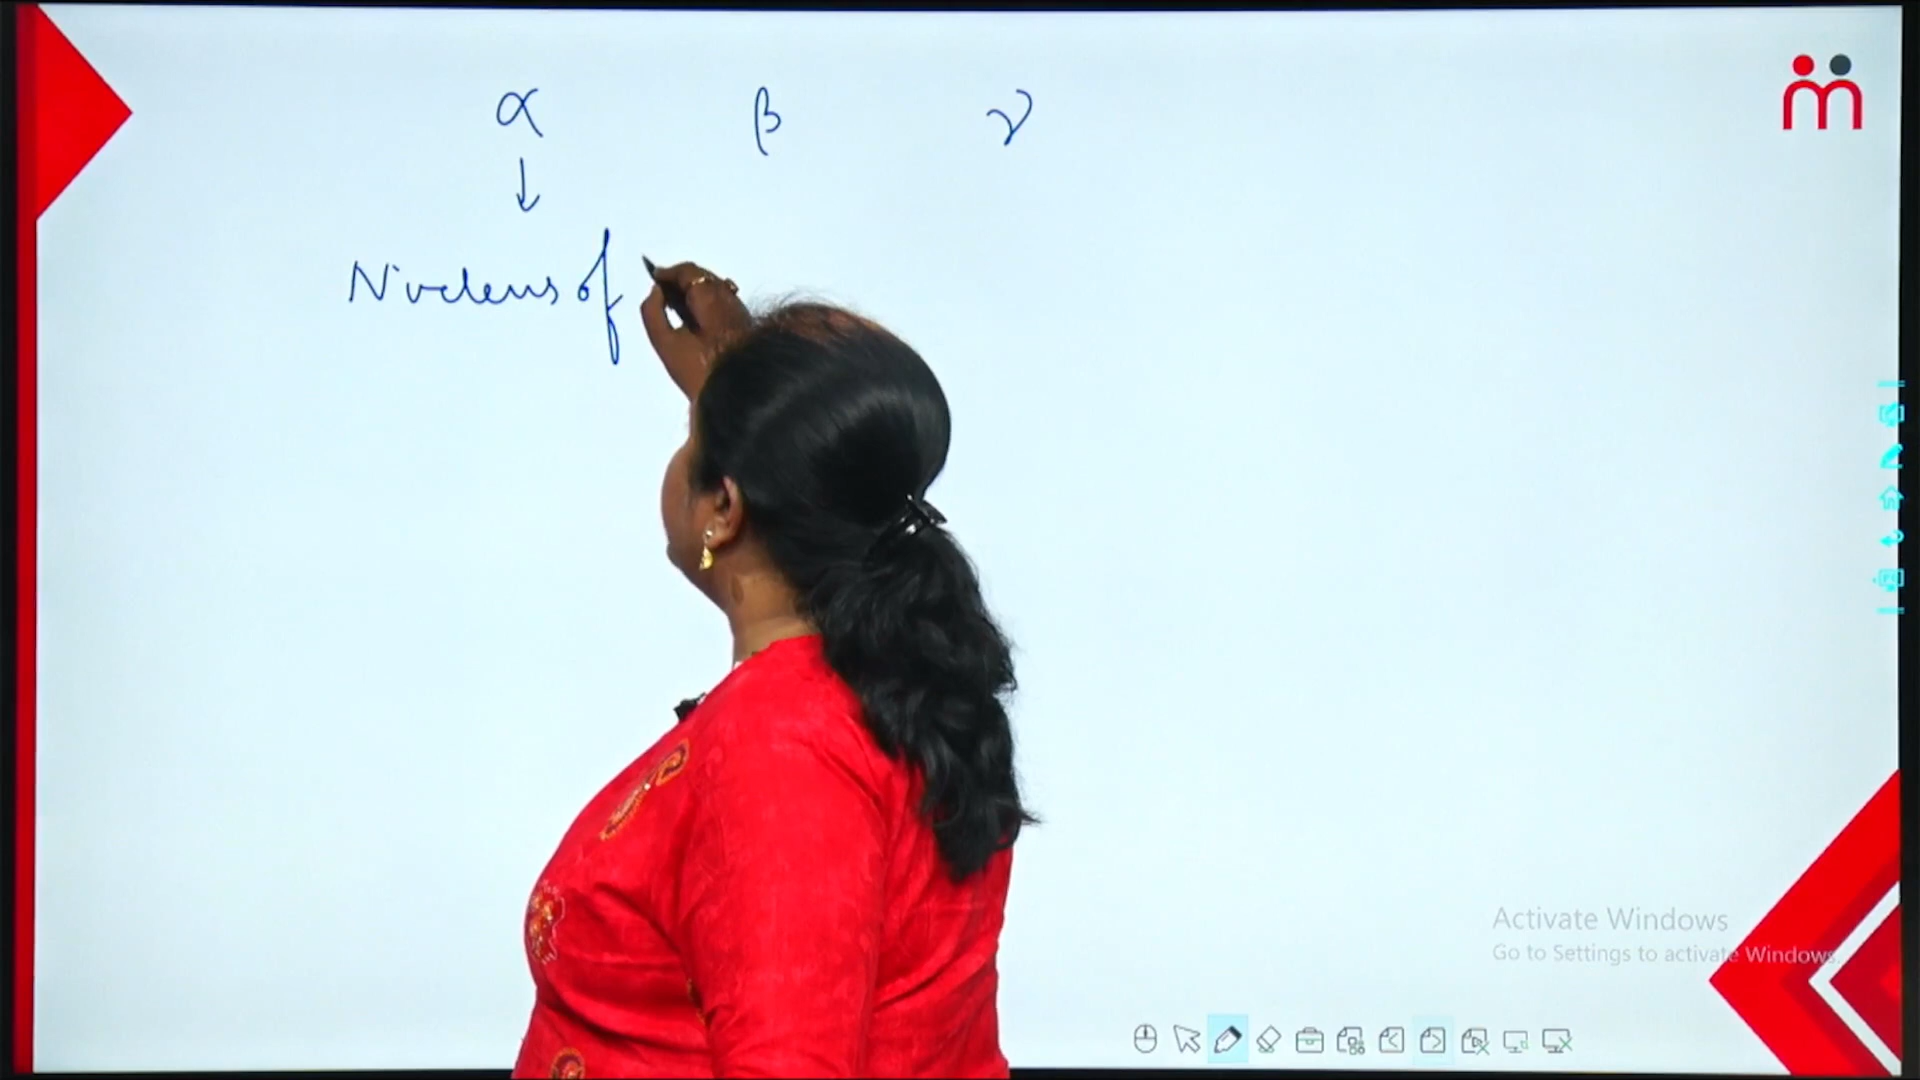 α β γ
↓
Nucleus of
Activate Windows
Go to Settings to activate Windows.